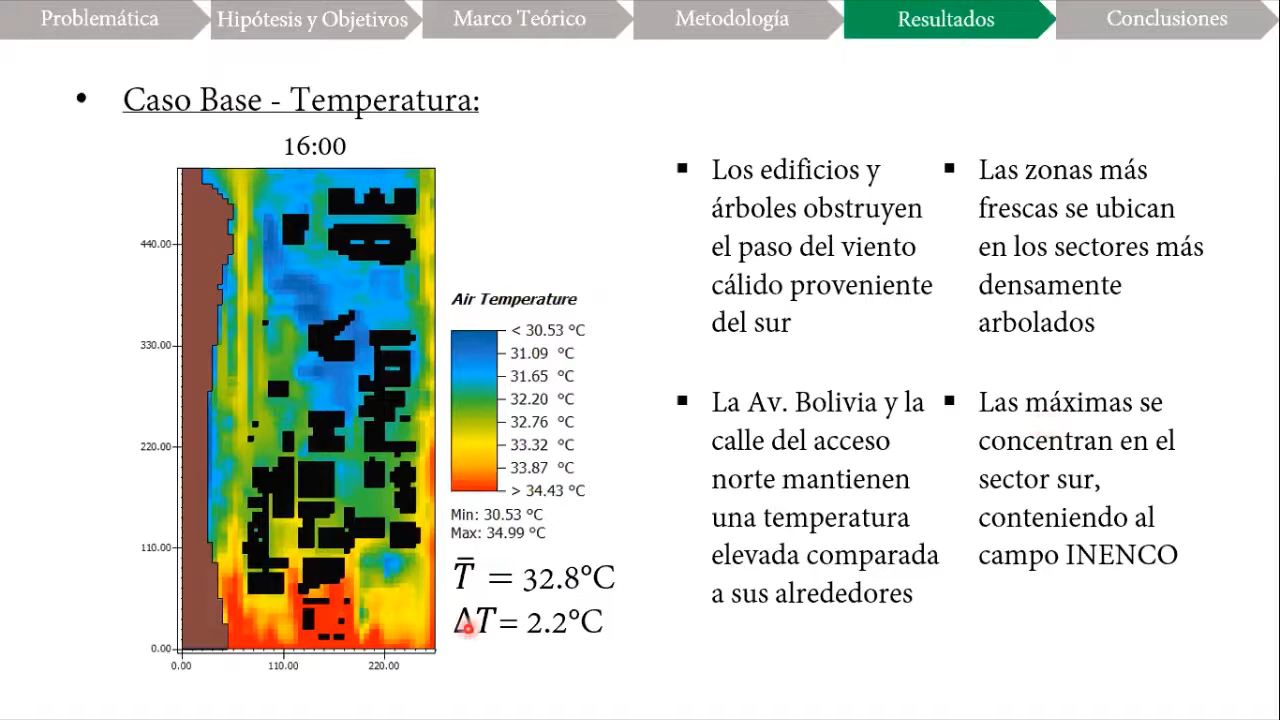 Problemática
Hipótesis y Objetivos
Marco Teórico
Metodología
Resultados
Conclusiones
• Caso Base - Temperatura:
16:00
440.00
330.00
220.00
110.00
0.00
0.00
110.00
220.00
Air Temperature
< 30.53 °C
31.09 °C
31.65 °C
32.20 °C
32.76 °C
33.32 °C
33.87 °C
> 34.43 °C
Min: 30.53 °C
Max: 34.99 °C
T̅ = 32.8°C
ΔT = 2.2°C
▪ Los edificios y
árboles obstruyen
el paso del viento
cálido proveniente
del sur
▪ La Av. Bolivia y la
calle del acceso
norte mantienen
una temperatura
elevada comparada
a sus alrededores
▪ Las zonas más
frescas se ubican
en los sectores más
densamente
arbolados
▪ Las máximas se
concentran en el
sector sur,
conteniendo al
campo INENCO